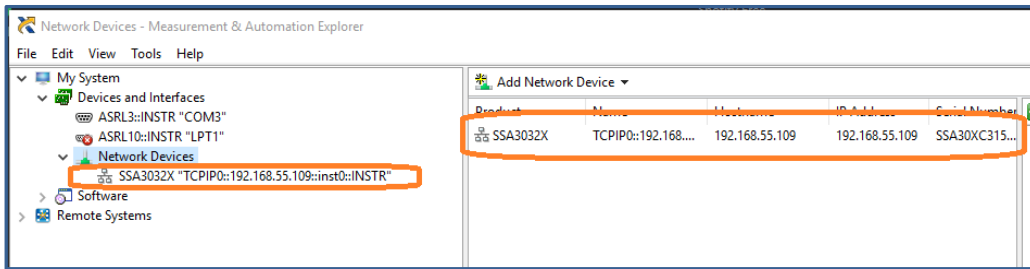 Network Devices - Measurement & Automation Explorer
File Edit View Tools Help
My System
Devices and Interfaces
ASRL3::INSTR "COM3"
ASRL10::INSTR "LPT1"
Network Devices
SSA3032X "TCPIP0::192.168.55.109::inst0::INSTR"
Software
Remote Systems
Add Network Device
Product Name Hostname IP Address Serial Number
SSA3032X TCPIP0::192.168.... 192.168.55.109 192.168.55.109 SSA30XC315...